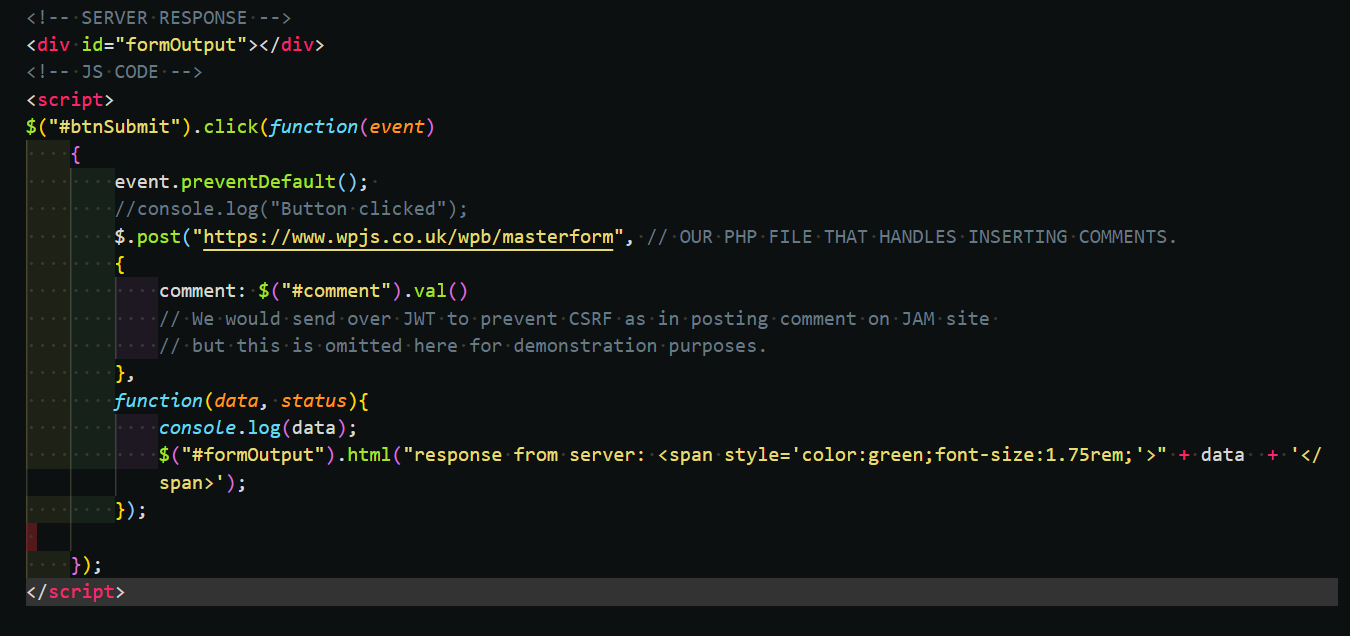 <!-- SERVER RESPONSE -->
<div id="formOutput"></div>
<!-- JS CODE -->
<script>
$("#btnSubmit").click(function(event)
{
event.preventDefault();
//console.log("Button clicked");
$.post("https://www.wpjs.co.uk/wpb/masterform", // OUR PHP FILE THAT HANDLES INSERTING COMMENTS.
{
comment: $("#comment").val()
// We would send over JWT to prevent CSRF as in posting comment on JAM site
// but this is omitted here for demonstration purposes.
},
function(data, status){
console.log(data);
$("#formOutput").html("response from server: <span style='color:green;font-size:1.75rem;'>" + data  + '</
span>');
});
});
</script>